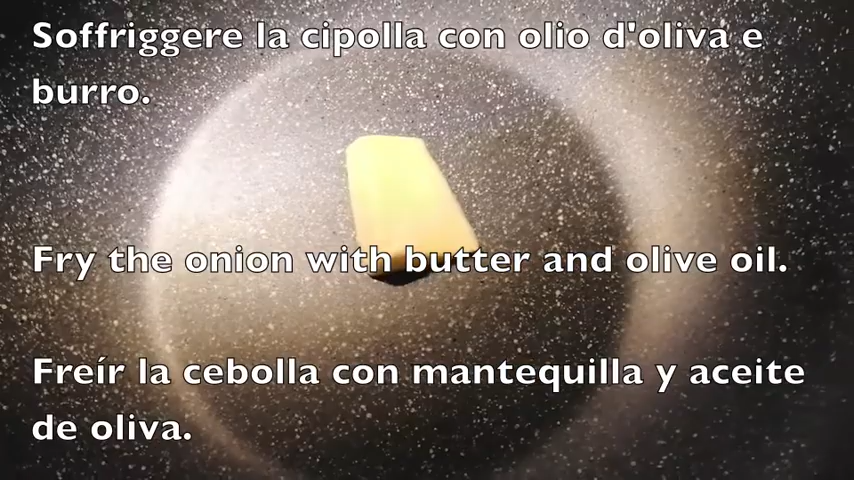 Soffriggere la cipolla con olio d'oliva e
burro.
Fry the onion with butter and olive oil.
Freír la cebolla con mantequilla y aceite
de oliva.